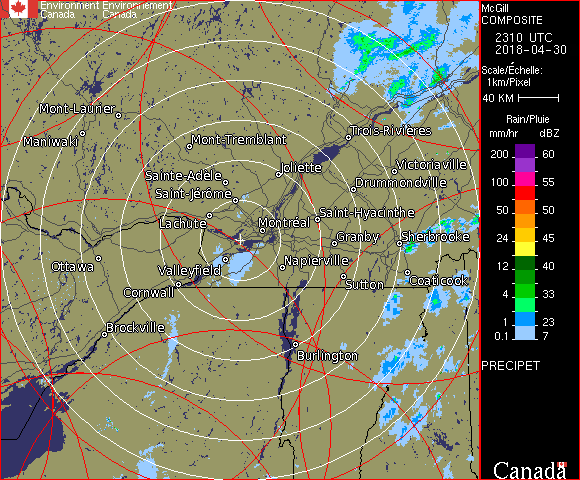 Environment Environnement
Canada Canada
McGill
COMPOSITE
2310 UTC
2018-04-30
Scale/Échelle:
1km/Pixel
40 KM
Rain/Pluie
mm/hr dBZ
200 60
150 57
100 55
50 50
24 45
12 40
4 33
1 23
0.1 7
PRECIPET
Mont-Laurier
Maniwaki
Mont-Tremblant
Trois-Rivières
Joliette
Victoriaville
Sainte-Adèle
Drummondville
Saint-Jérôme
Saint-Hyacinthe
Lachute
Montréal
Granby
Sherbrooke
Ottawa
Valleyfield
Napierville
Cornwall
Sutton
Coaticook
Brockville
Burlington
Canada